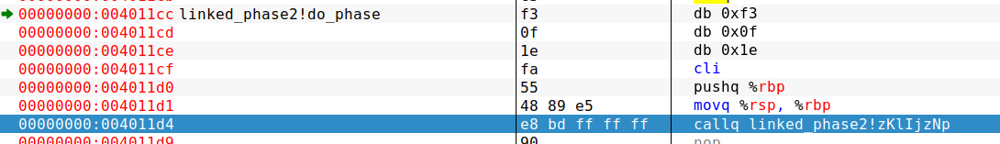 00000000:004011cc linked_phase2!do_phase f3 db 0xf3
00000000:004011cd 0f db 0x0f
00000000:004011ce 1e db 0x1e
00000000:004011cf fa cli
00000000:004011d0 55 pushq %rbp
00000000:004011d1 48 89 e5 movq %rsp, %rbp
00000000:004011d4 e8 bd ff ff ff callq linked_phase2!zKlIjzNp
00000000:004011d9 90 nop